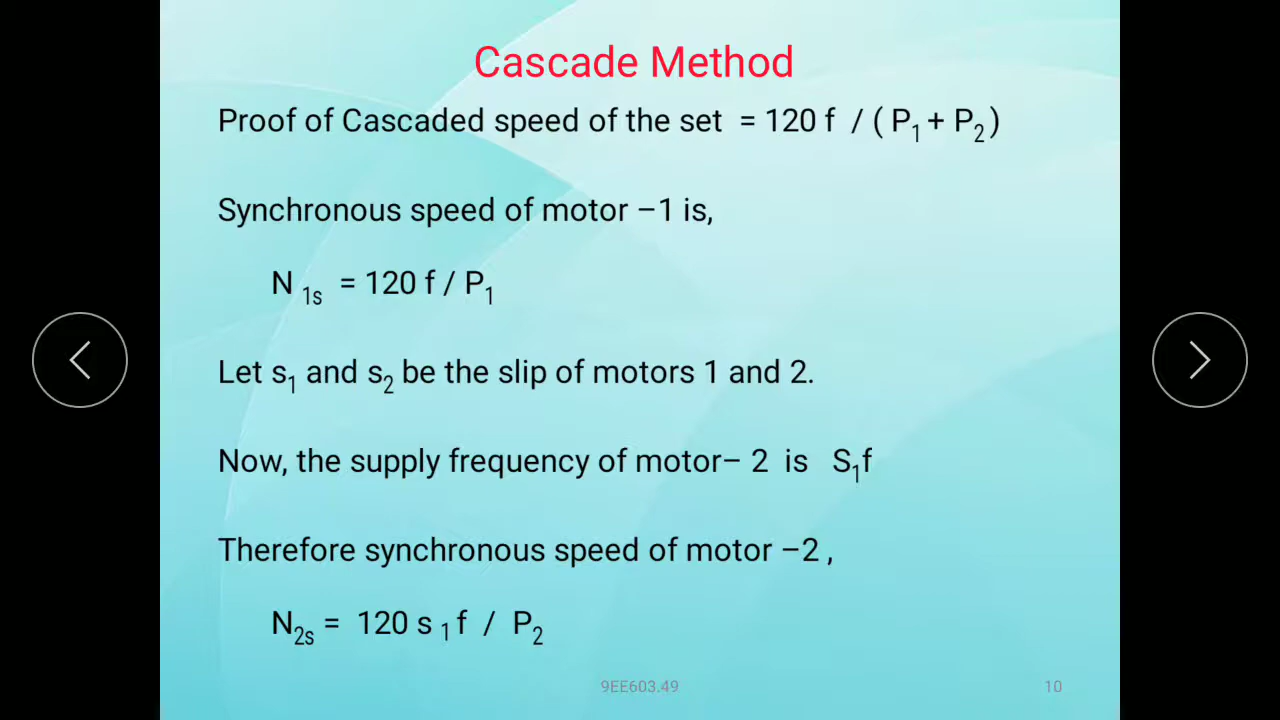 Cascade Method
Proof of Cascaded speed of the set = 120 f / ( P₁ + P₂ )
Synchronous speed of motor –1 is,
N ₁ₛ = 120 f / P₁
Let s₁ and s₂ be the slip of motors 1 and 2.
Now, the supply frequency of motor– 2 is S₁f
Therefore synchronous speed of motor –2 ,
N₂ₛ = 120 s ₁ f / P₂
9EE603.49
10